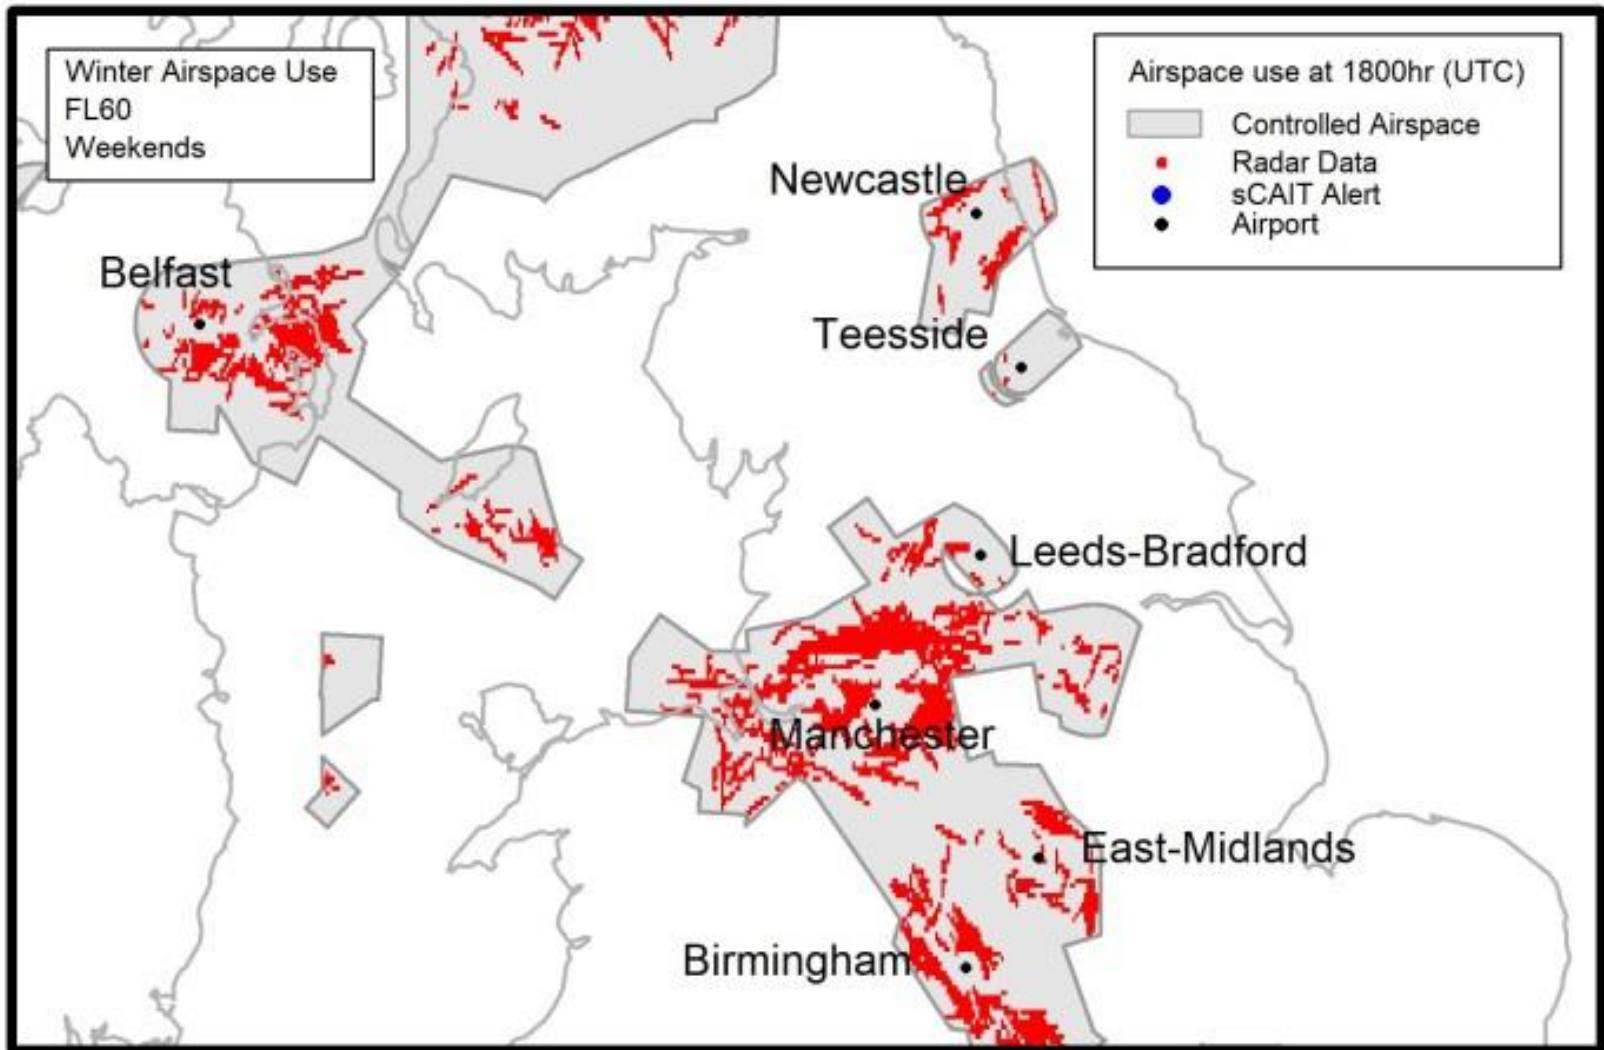 Winter Airspace Use
FL60
Weekends
Airspace use at 1800hr (UTC)
Controlled Airspace
Radar Data
sCAIT Alert
Airport
Newcastle
Belfast
Teesside
Leeds-Bradford
Manchester
East-Midlands
Birmingham